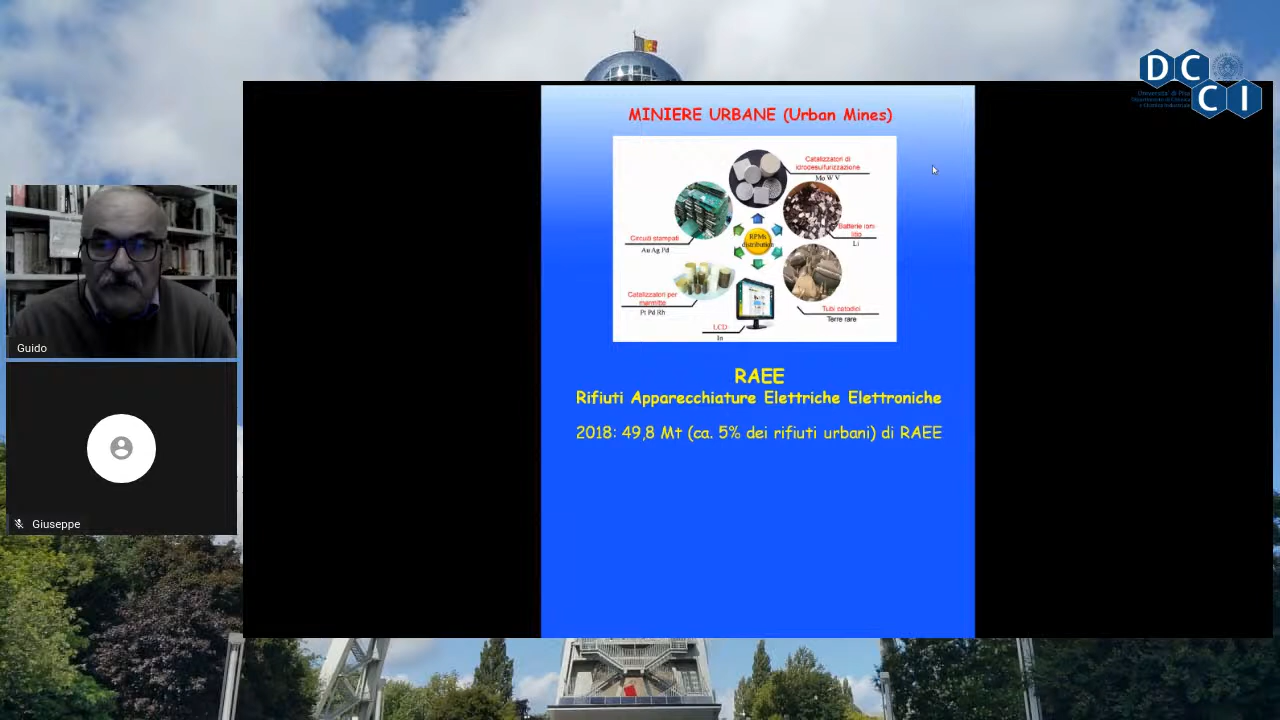 DC
CI
MINIERE URBANE (Urban Mines)
Catalizzatori di
idrodesulfurizzazione
Mo W V
Circuiti stampati
Au Ag Pd
Batterie ioni
litio
Li
RPMs
distribution
Catalizzatori per
marmitte
Pt Pd Rh
Tubi catodici
Terre rare
LCD
In
RAEE
Rifiuti Apparecchiature Elettriche Elettroniche
2018: 49,8 Mt (ca. 5% dei rifiuti urbani) di RAEE
Guido
Giuseppe